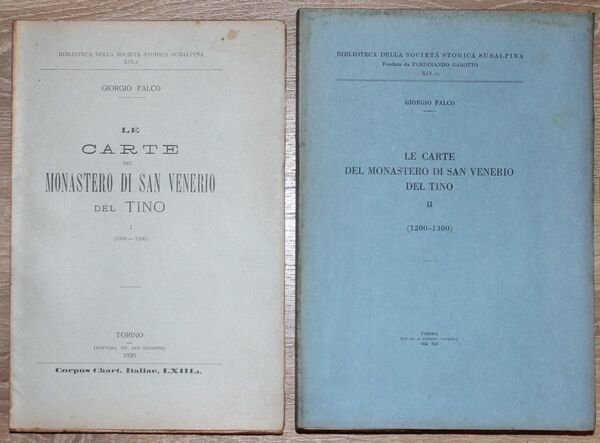 BIBLIOTECA DELLA SOCIETÀ STORICA SUBALPINA
XCI.1
GIORGIO FALCO
LE
CARTE
DEL
MONASTERO DI SAN VENERIO
DEL TINO
I
TORINO
1920.
Corpus Chart. Italiae, LXIII.
BIBLIOTECA DELLA SOCIETÀ STORICA SUBALPINA
Fondata da FERDINANDO GABOTTO
XCI
GIORGIO FALCO
LE CARTE
DEL MONASTERO DI SAN VENERIO
DEL TINO
II
(1200-1300)
TORINO